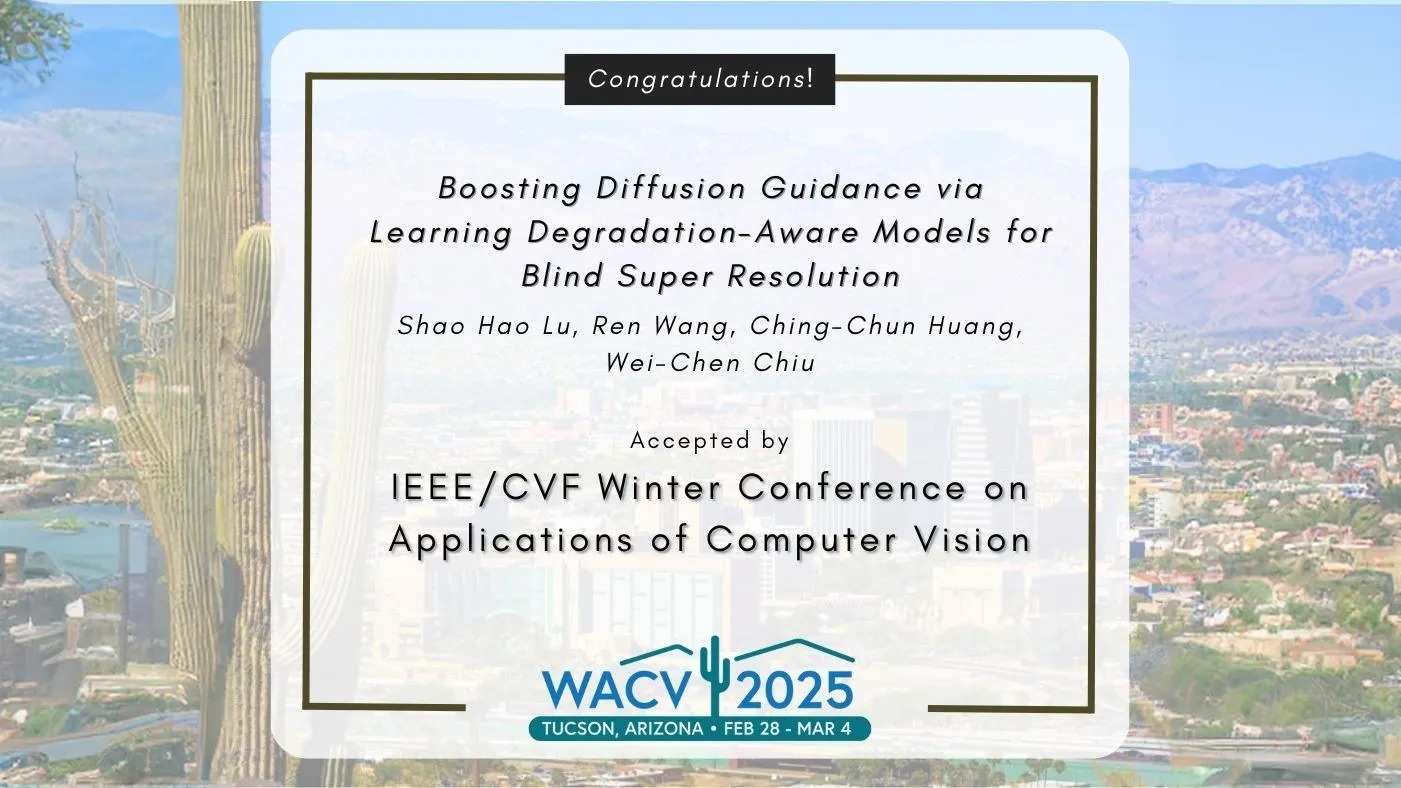 Congratulations!
Boosting Diffusion Guidance via
Learning Degradation-Aware Models for
Blind Super Resolution
Shao Hao Lu, Ren Wang, Ching-Chun Huang,
Wei-Chen Chiu
Accepted by
IEEE/CVF Winter Conference on
Applications of Computer Vision
WACV 2025
TUCSON, ARIZONA • FEB 28 - MAR 4